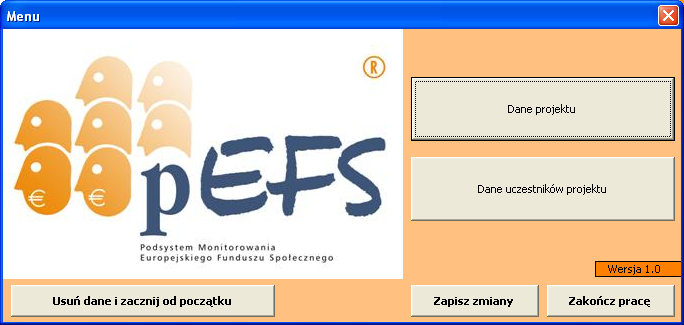 Menu
®
pEFS
Podsystem Monitorowania
Europejskiego Funduszu Społecznego
Dane projektu
Dane uczestników projektu
Wersja 1.0
Usuń dane i zacznij od początku
Zapisz zmiany
Zakończ pracę